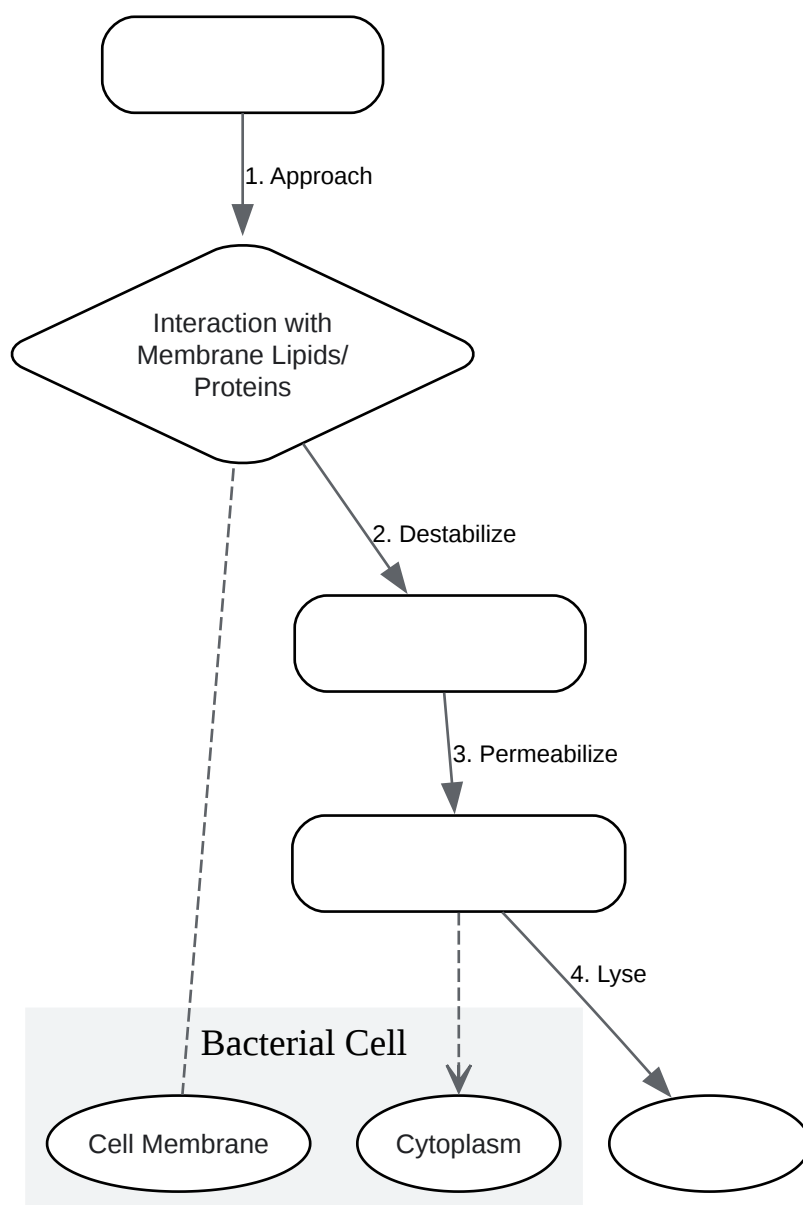 1. Approach
Interaction with
Membrane Lipids/
Proteins
2. Destabilize
3. Permeabilize
4. Lyse
Bacterial Cell
Cell Membrane
Cytoplasm